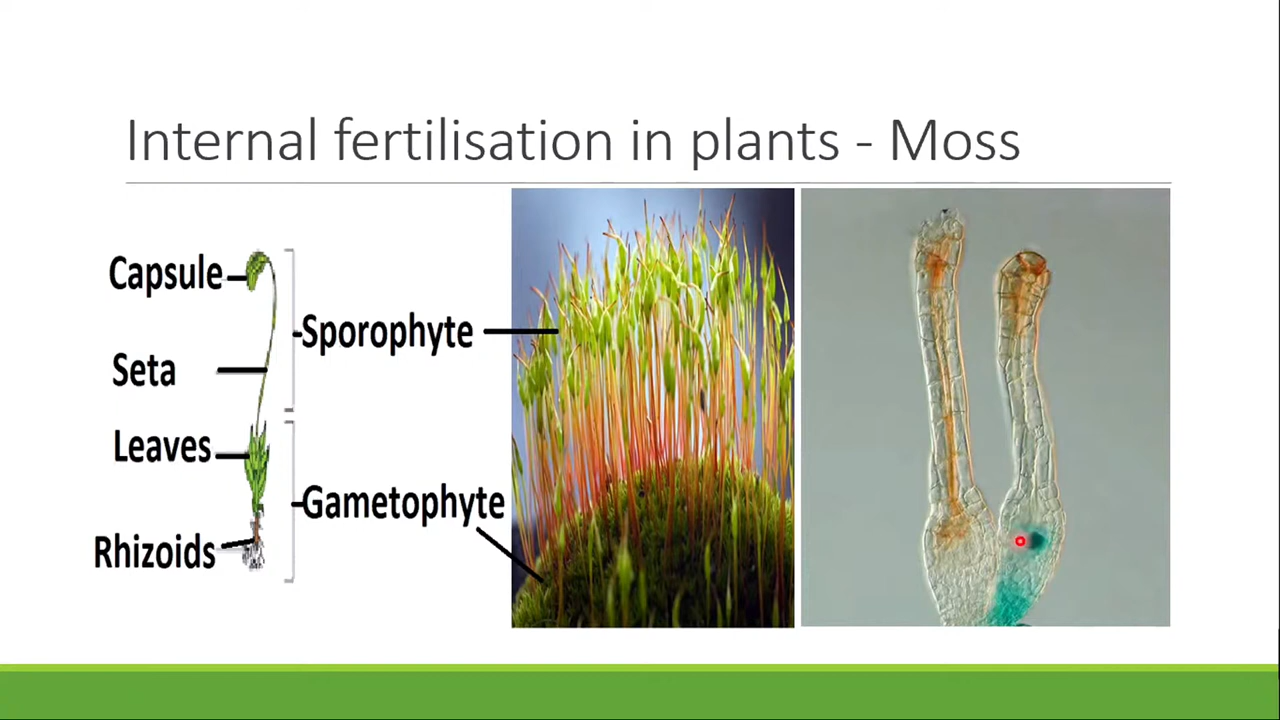 Internal fertilisation in plants - Moss
Capsule
Seta
Sporophyte
Leaves
Gametophyte
Rhizoids